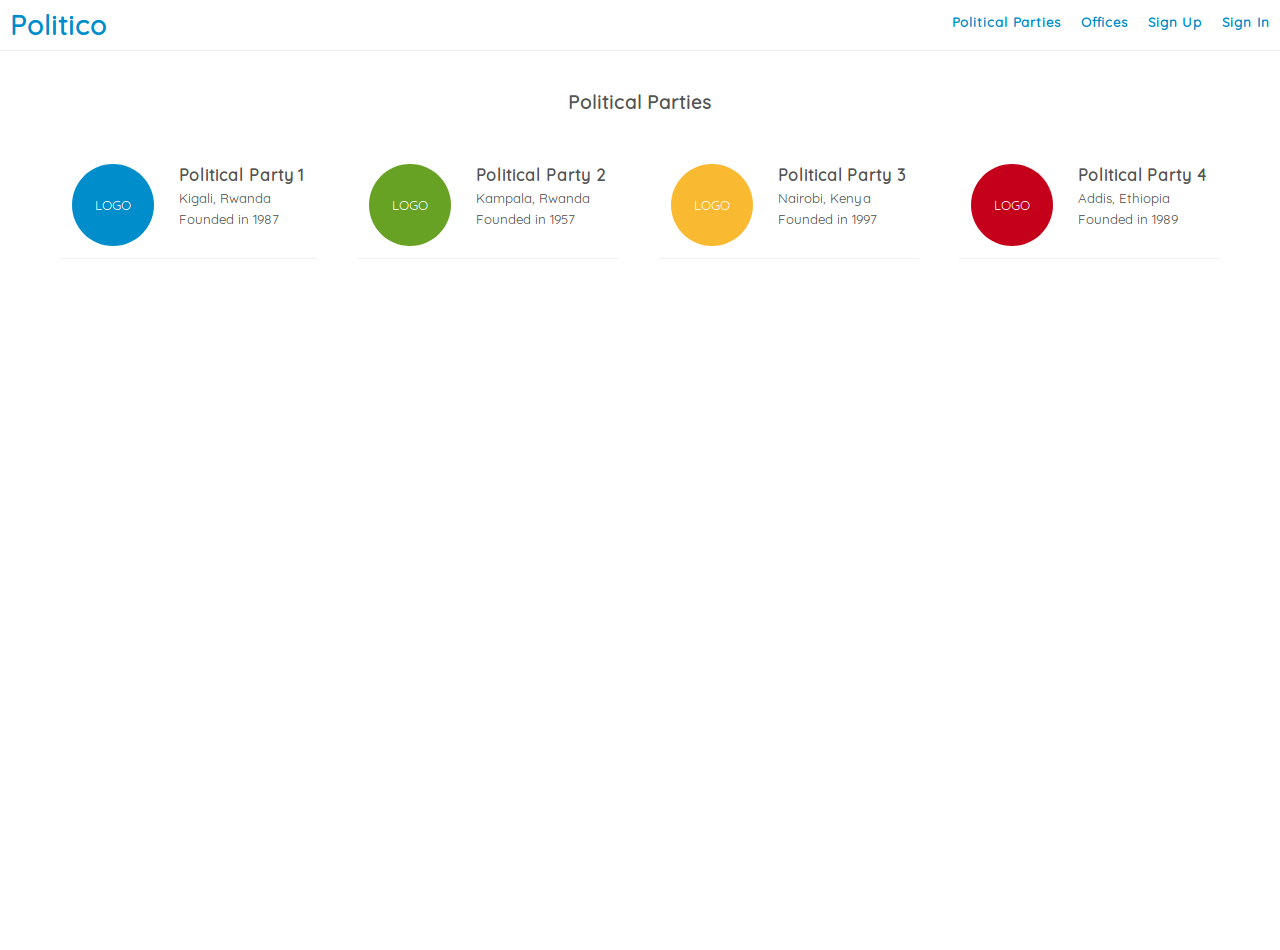 Politico
Political Parties
Offices
Sign Up
Sign In
Political Parties
LOGO
Political Party 1
Kigali, Rwanda
Founded in 1987
LOGO
Political Party 2
Kampala, Rwanda
Founded in 1957
LOGO
Political Party 3
Nairobi, Kenya
Founded in 1997
LOGO
Political Party 4
Addis, Ethiopia
Founded in 1989